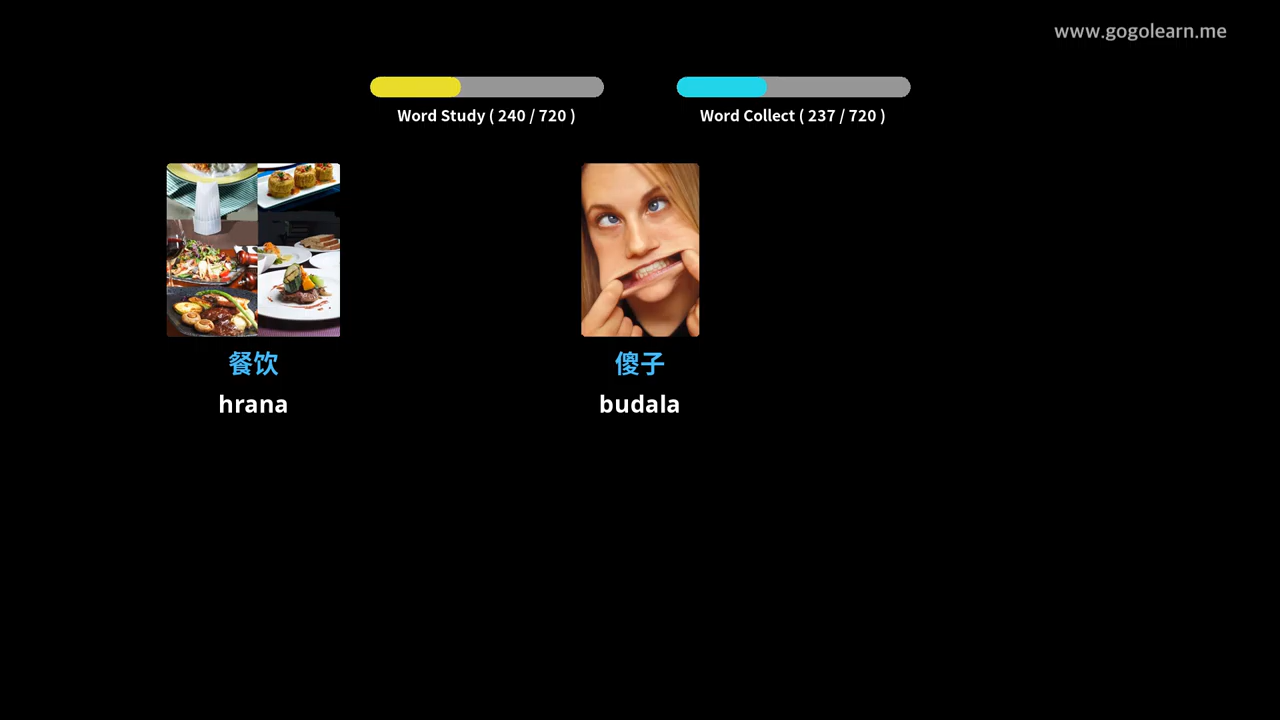 www.gogolearn.me
Word Study ( 240 / 720 )
Word Collect ( 237 / 720 )
餐饮
傻子
hrana
budala